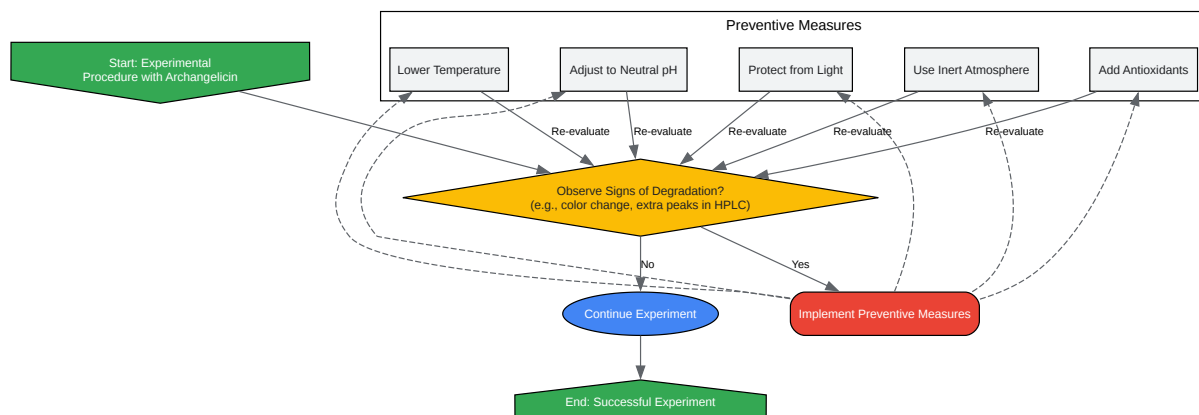 Preventive Measures
Start: Experimental
Procedure with Archangelicin
Lower Temperature
Adjust to Neutral pH
Protect from Light
Use Inert Atmosphere
Add Antioxidants
Re-evaluate
Re-evaluate
Re-evaluate
Re-evaluate
Re-evaluate
Observe Signs of Degradation?
(e.g., color change, extra peaks in HPLC)
No
Yes
Continue Experiment
Implement Preventive Measures
End: Successful Experiment